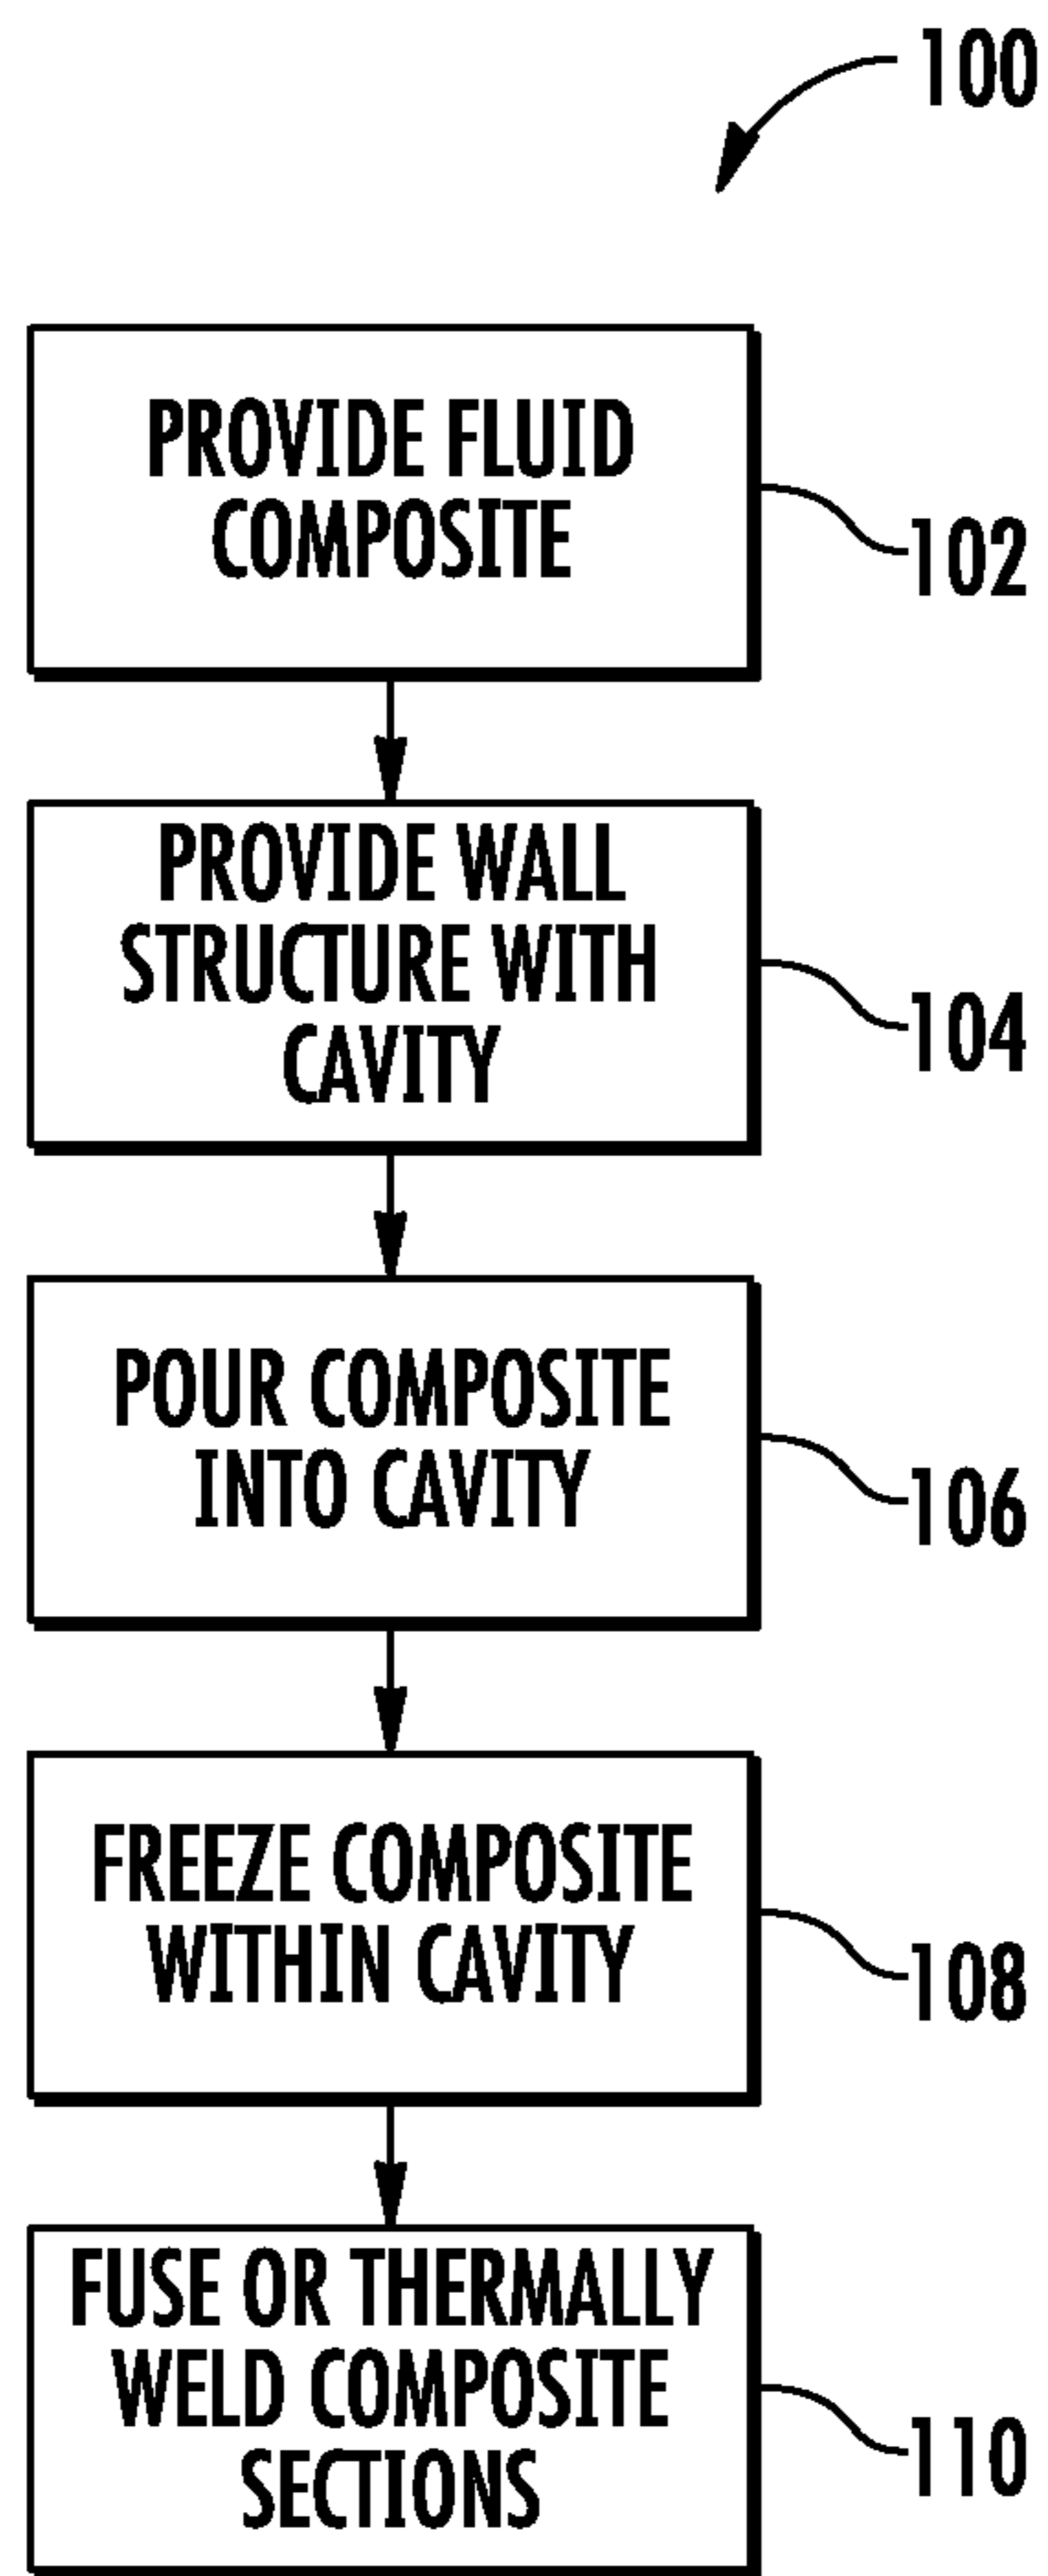 100
PROVIDE FLUID
COMPOSITE
102
PROVIDE WALL
STRUCTURE WITH
CAVITY
104
POUR COMPOSITE
INTO CAVITY
106
FREEZE COMPOSITE
WITHIN CAVITY
108
FUSE OR THERMALLY
WELD COMPOSITE
SECTIONS
110